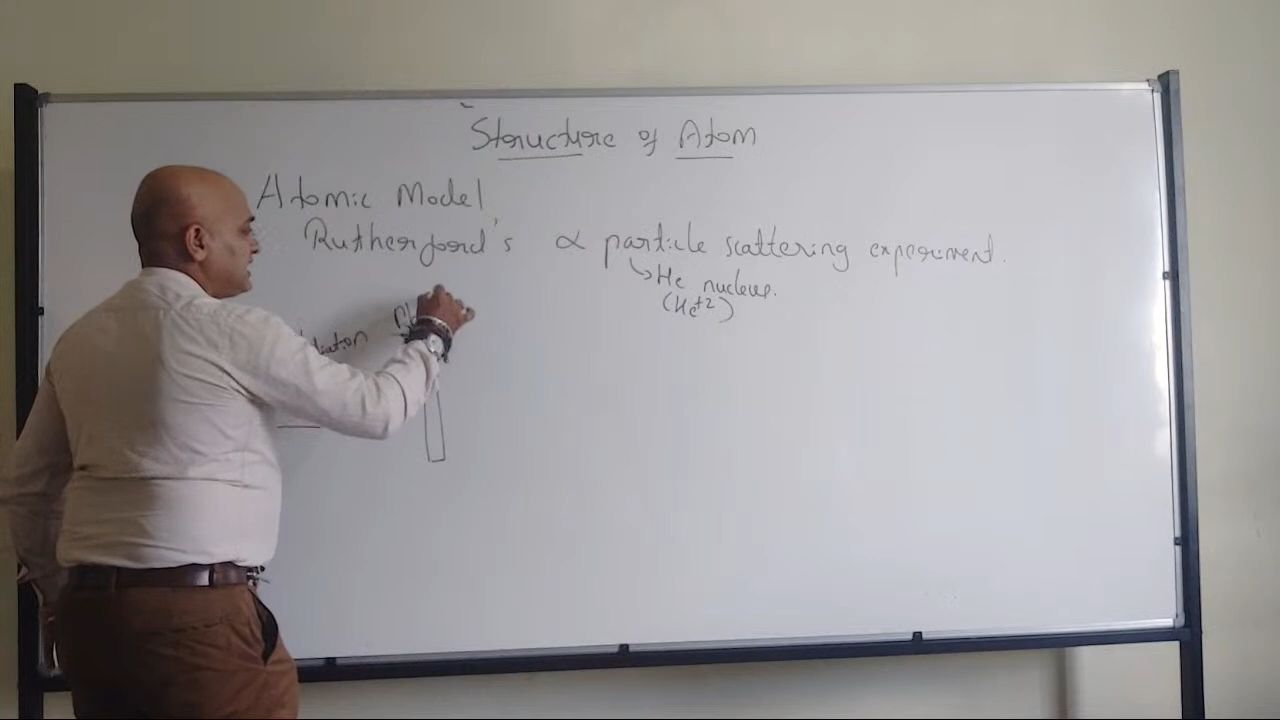 Structure of Atom
Atomic Model
Rutherford's α particle scattering experiment.
He nucleus.
(He+2)